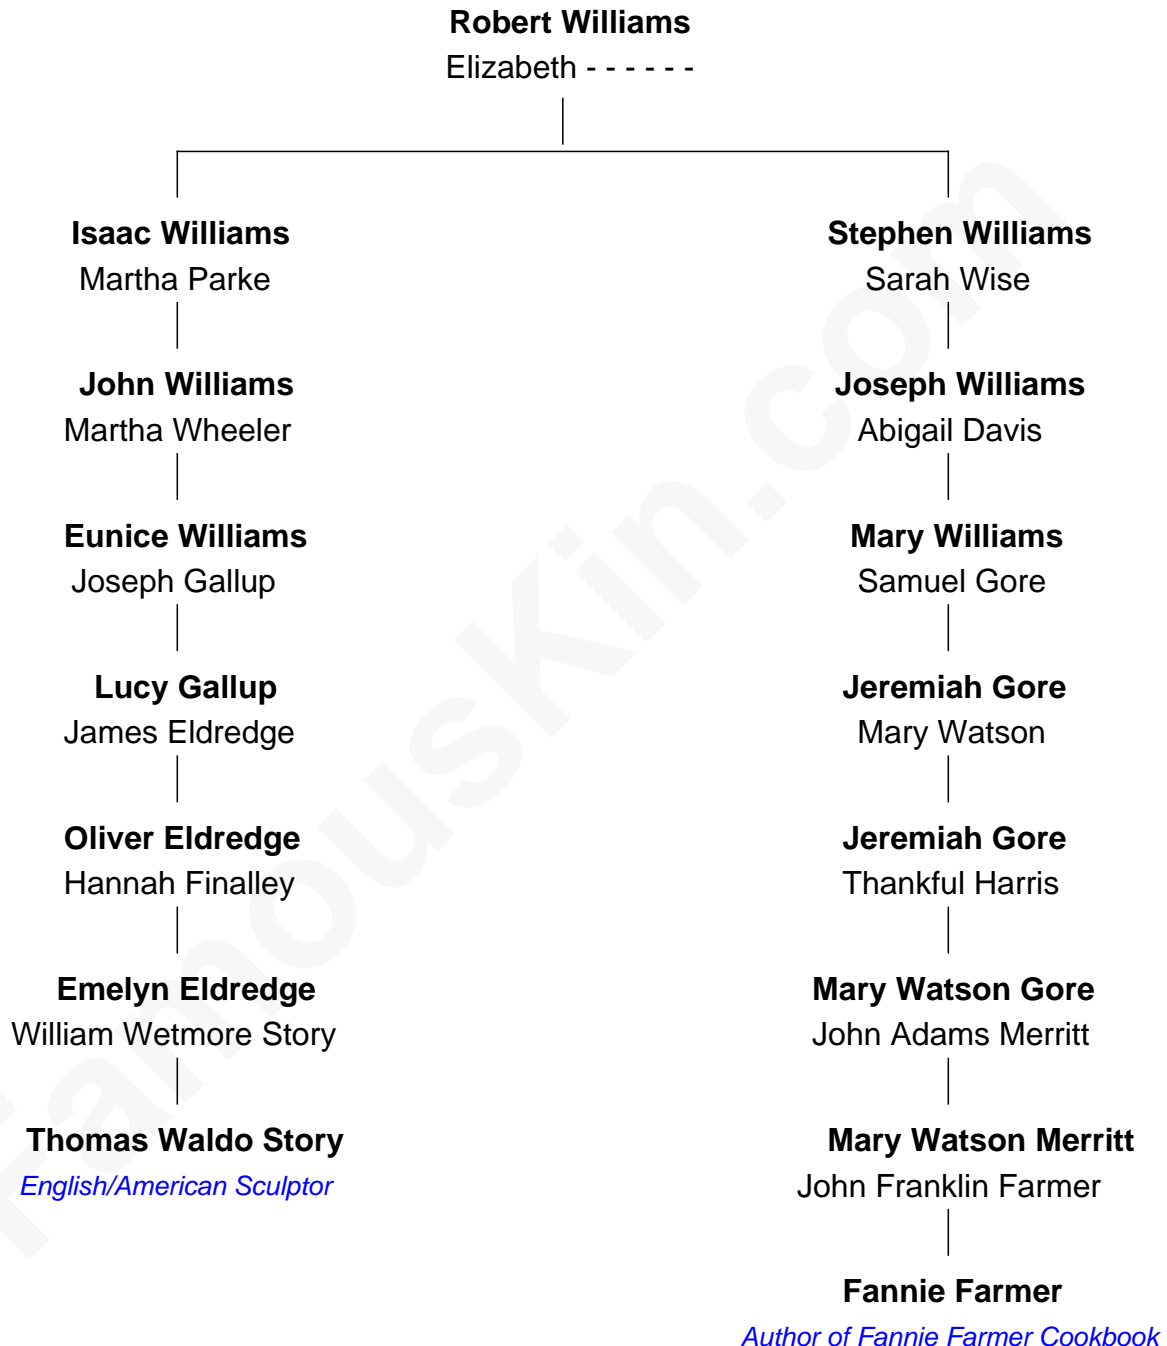 Robert Williams
Elizabeth - - - - - -
Isaac Williams
Martha Parke
John Williams
Martha Wheeler
Eunice Williams
Joseph Gallup
Lucy Gallup
James Eldredge
Oliver Eldredge
Hannah Finalley
Emelyn Eldredge
William Wetmore Story
Thomas Waldo Story
English/American Sculptor
Stephen Williams
Sarah Wise
Joseph Williams
Abigail Davis
Mary Williams
Samuel Gore
Jeremiah Gore
Mary Watson
Jeremiah Gore
Thankful Harris
Mary Watson Gore
John Adams Merritt
Mary Watson Merritt
John Franklin Farmer
Fannie Farmer
Author of Fannie Farmer Cookbook
FamousKin.com